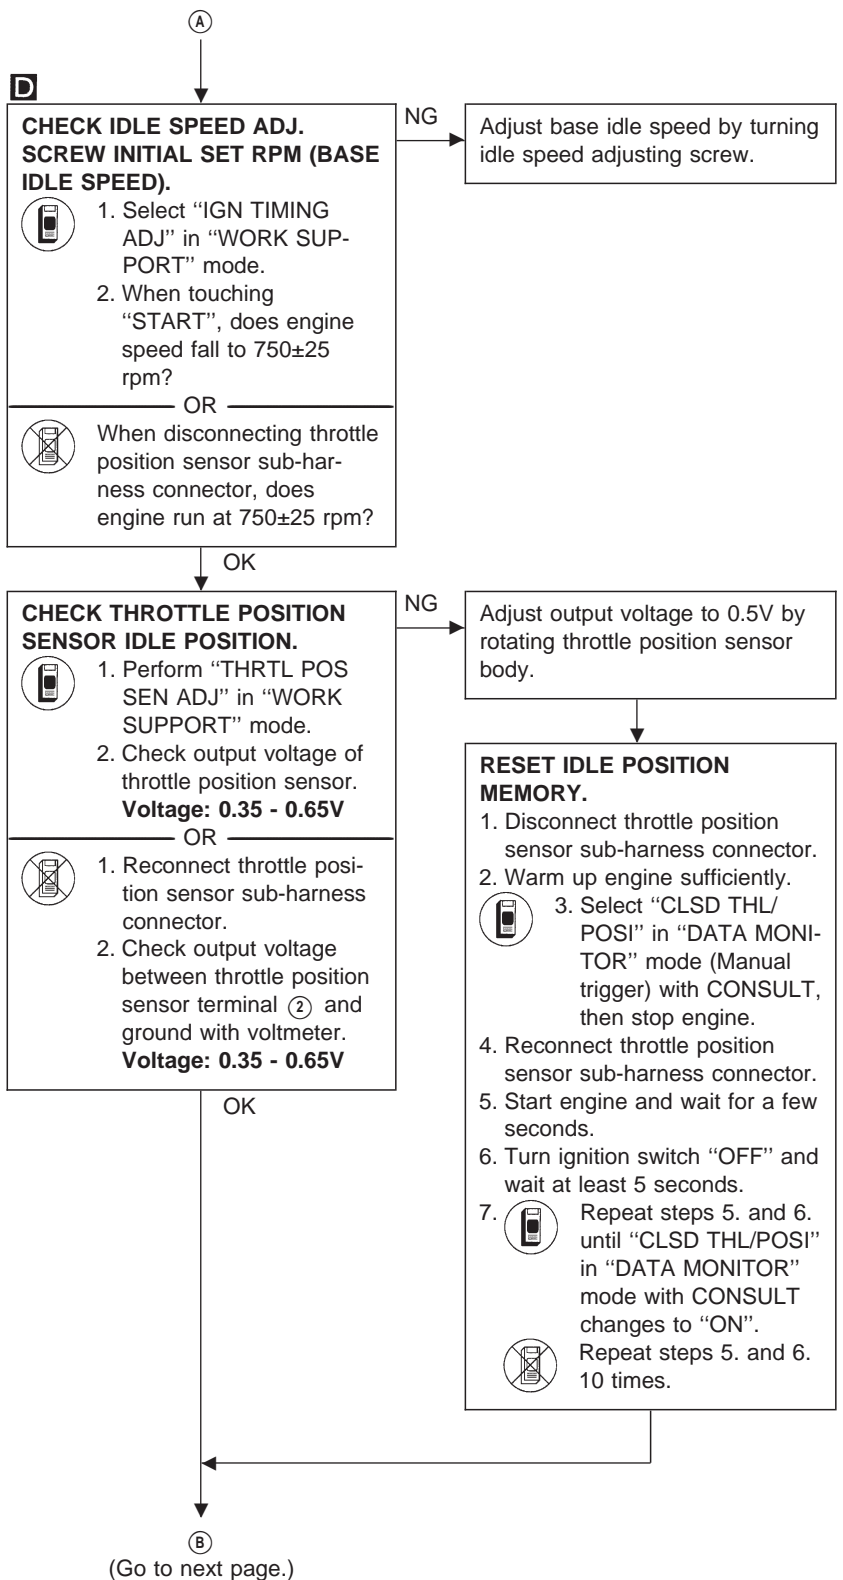 A
D
CHECK IDLE SPEED ADJ.
SCREW INITIAL SET RPM (BASE
IDLE SPEED).
1. Select ‘‘IGN TIMING
ADJ’’ in ‘‘WORK SUP-
PORT’’ mode.
2. When touching
‘‘START’’, does engine
speed fall to 750±25
rpm?
OR
When disconnecting throttle
position sensor sub-har-
ness connector, does
engine run at 750±25 rpm?
NG
Adjust base idle speed by turning
idle speed adjusting screw.
OK
CHECK THROTTLE POSITION
SENSOR IDLE POSITION.
1. Perform ‘‘THRTL POS
SEN ADJ’’ in ‘‘WORK
SUPPORT’’ mode.
2. Check output voltage of
throttle position sensor.
Voltage: 0.35 - 0.65V
OR
1. Reconnect throttle posi-
tion sensor sub-harness
connector.
2. Check output voltage
between throttle position
sensor terminal ② and
ground with voltmeter.
Voltage: 0.35 - 0.65V
NG
Adjust output voltage to 0.5V by
rotating throttle position sensor
body.
RESET IDLE POSITION
MEMORY.
1. Disconnect throttle position
sensor sub-harness connector.
2. Warm up engine sufficiently.
3. Select ‘‘CLSD THL/
POSI’’ in ‘‘DATA MONI-
TOR’’ mode (Manual
trigger) with CONSULT,
then stop engine.
4. Reconnect throttle position
sensor sub-harness connector.
5. Start engine and wait for a few
seconds.
6. Turn ignition switch ‘‘OFF’’ and
wait at least 5 seconds.
7. Repeat steps 5. and 6.
until ‘‘CLSD THL/POSI’’
in ‘‘DATA MONITOR’’
mode with CONSULT
changes to ‘‘ON’’.
Repeat steps 5. and 6.
10 times.
OK
B
(Go to next page.)